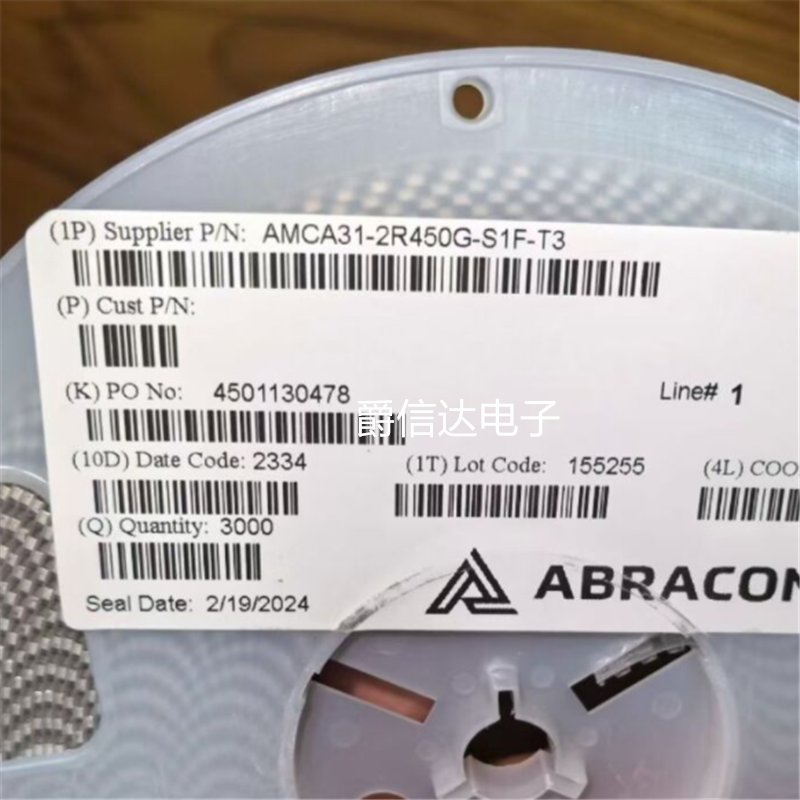 (1P) Supplier P/N: AMCA31-2R450G-S1F-T3
(P) Cust P/N:
(K) PO No: 4501130478 Line# 1
爵信达电子
(10D) Date Code: 2334 (1T) Lot Code: 155255 (4L) COO
(Q) Quantity: 3000
ABRACON
Seal Date: 2/19/2024